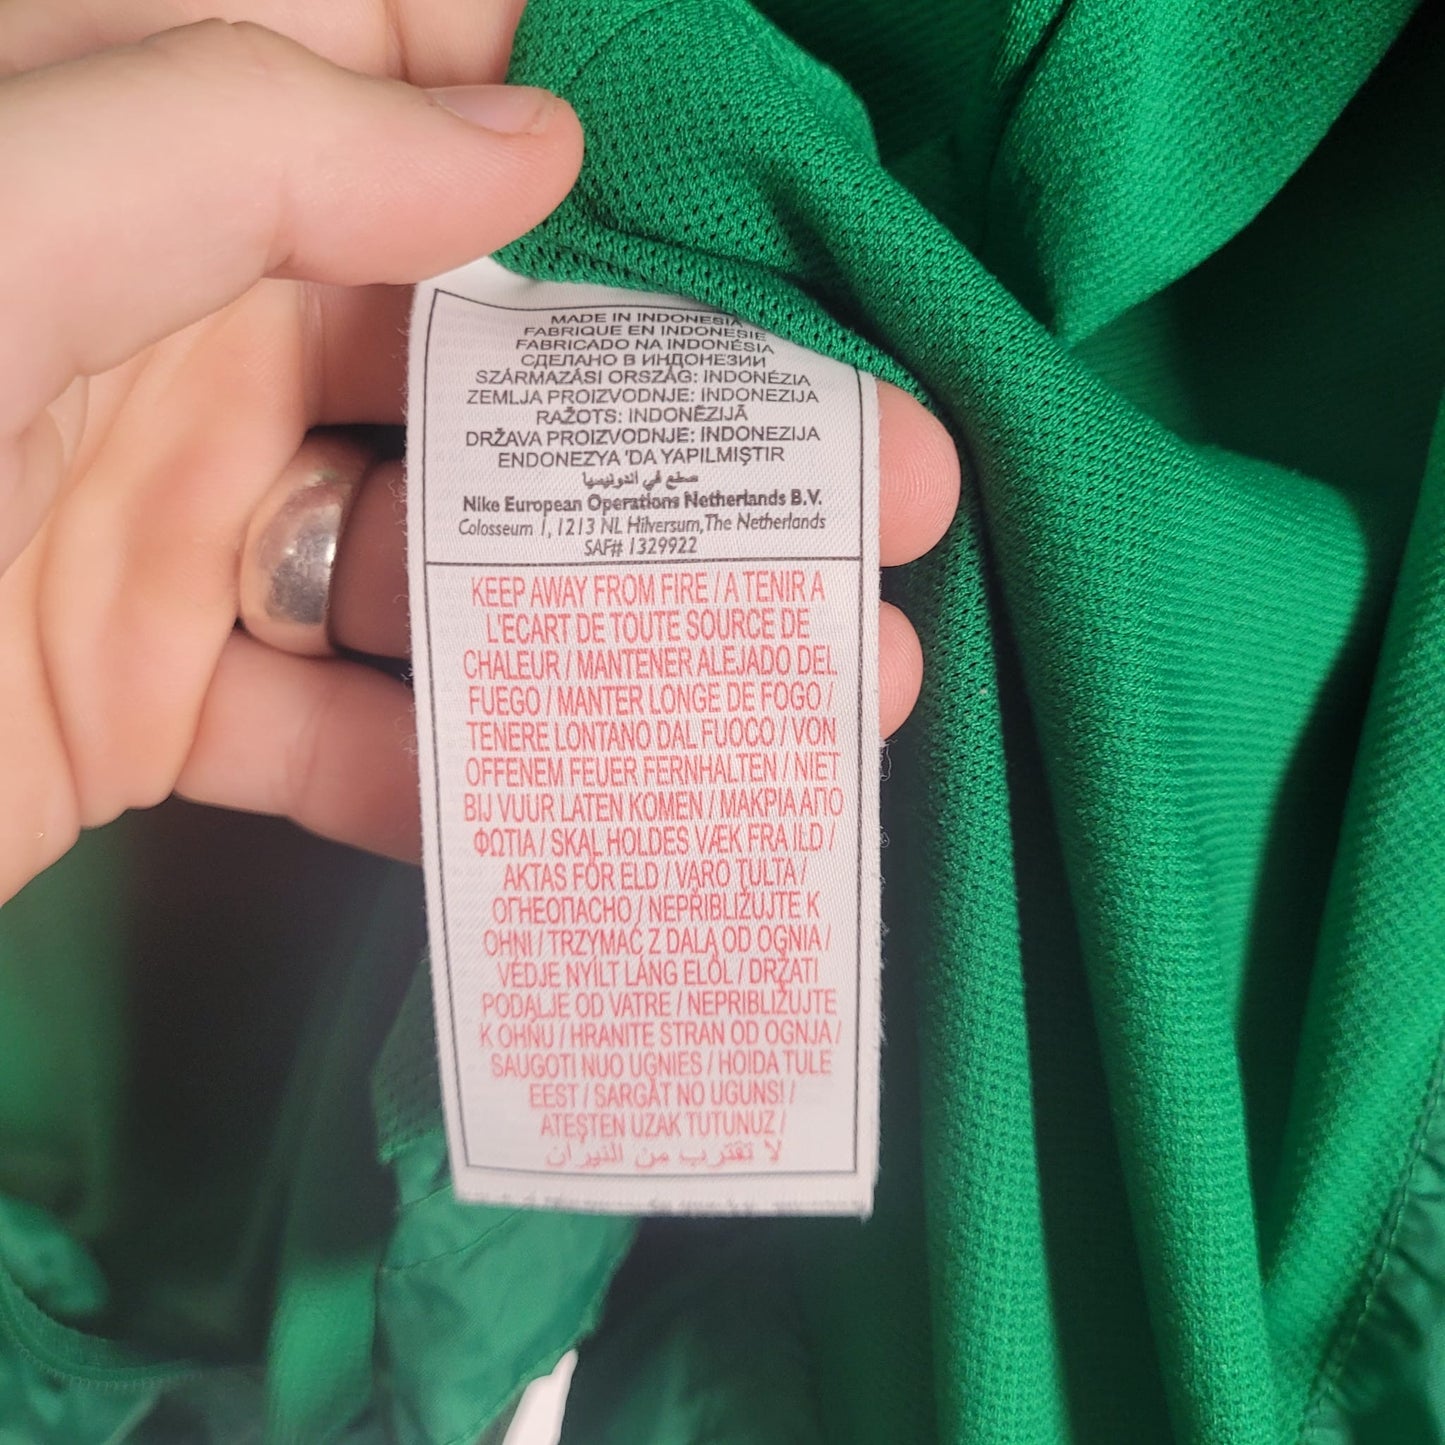 MADE IN INDONESIA
FABRIQUE EN INDONESIE
FABRICADO NA INDONÉSIA
СДЕЛАНО В ИНДОНЕЗИИ
SZÁRMAZÁSI ORSZÁG: INDONÉZIA
ZEMLJA PROIZVODNJE: INDONEZIJA
RAŽOTS: INDONĒZIJĀ
DRŽAVA PROIZVODNJE: INDONEZIJA
ENDONEZYA 'DA YAPILMIŞTIR
صطع في اندونيسيا
Nike European Operations Netherlands B.V.
Colosseum 1, 1213 NL Hilversum,The Netherlands
SAF# 1329922
KEEP AWAY FROM FIRE / A TENIR A
L'ECART DE TOUTE SOURCE DE
CHALEUR / MANTENER ALEJADO DEL
FUEGO / MANTER LONGE DE FOGO /
TENERE LONTANO DAL FUOCO / VON
OFFENEM FEUER FERNHALTEN / NIET
BIJ VUUR LATEN KOMEN / ΜΑΚΡΙΑ ΑΠΟ
ΦΩΤΙΑ / SKAL HOLDES VÆK FRA ILD /
AKTAS FÖR ELD / VARO TULTA /
ОГНЕОПАСНО / NEPŘIBLIŽUJTE K
OHNI / TRZYMAĆ Z DALA OD OGNIA /
VÉDJE NYÍLT LÁNG ELŐL / DRŽATI
PODALJE OD VATRE / NEPRIBLIŽUJTE
K OHŇU / HRANITE STRAN OD OGNJA /
SAUGOTI NUO UGNIES / HOIDA TULE
EEST / SARGĀT NO UGUNS! /
ATEŞTEN UZAK TUTUNUZ /
لا تقترب من النيران